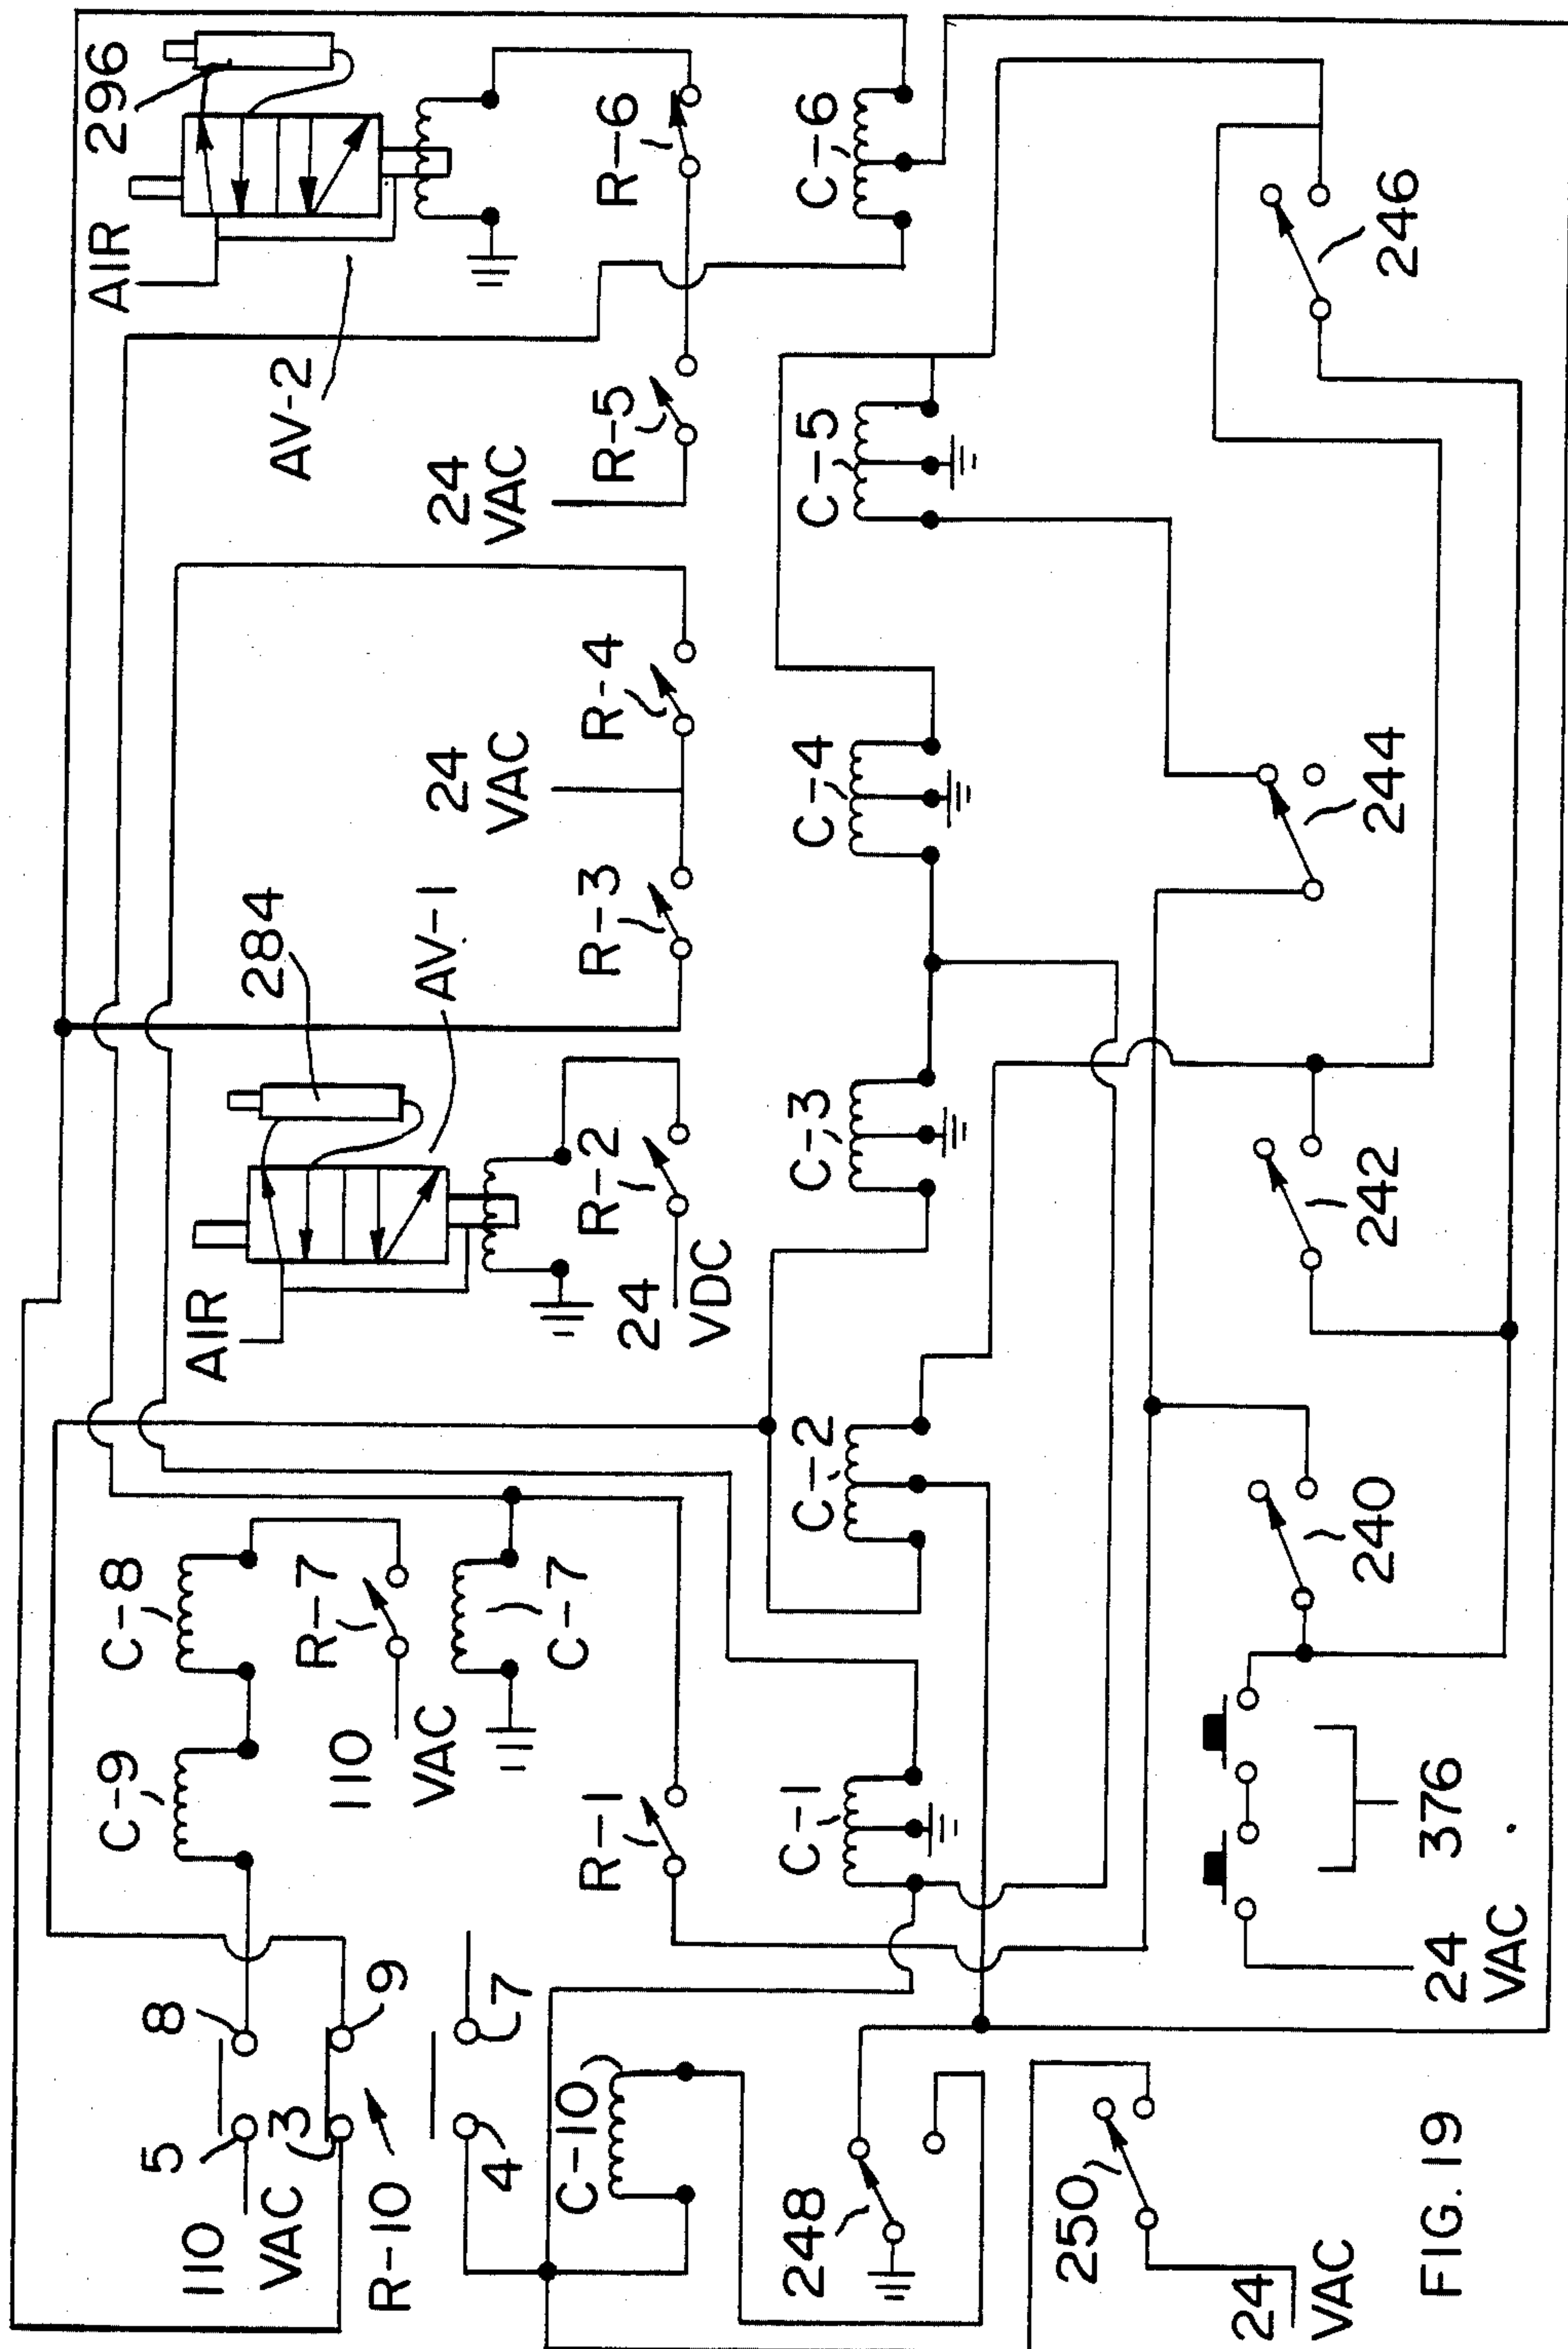 110
VAC
5
8
3
9
R-10
4
7
C-9
C-8
R-7
110
VAC
C-7
C-10
R-1
AIR
284
AV-1
24
VDC
R-2
R-3
24
VAC
R-4
AIR
296
AV-2
24
VAC
R-5
R-6
C-1
C-2
C-3
C-4
C-5
C-6
248
250
24
VAC
24
VAC
376
240
242
244
246
FIG. 19